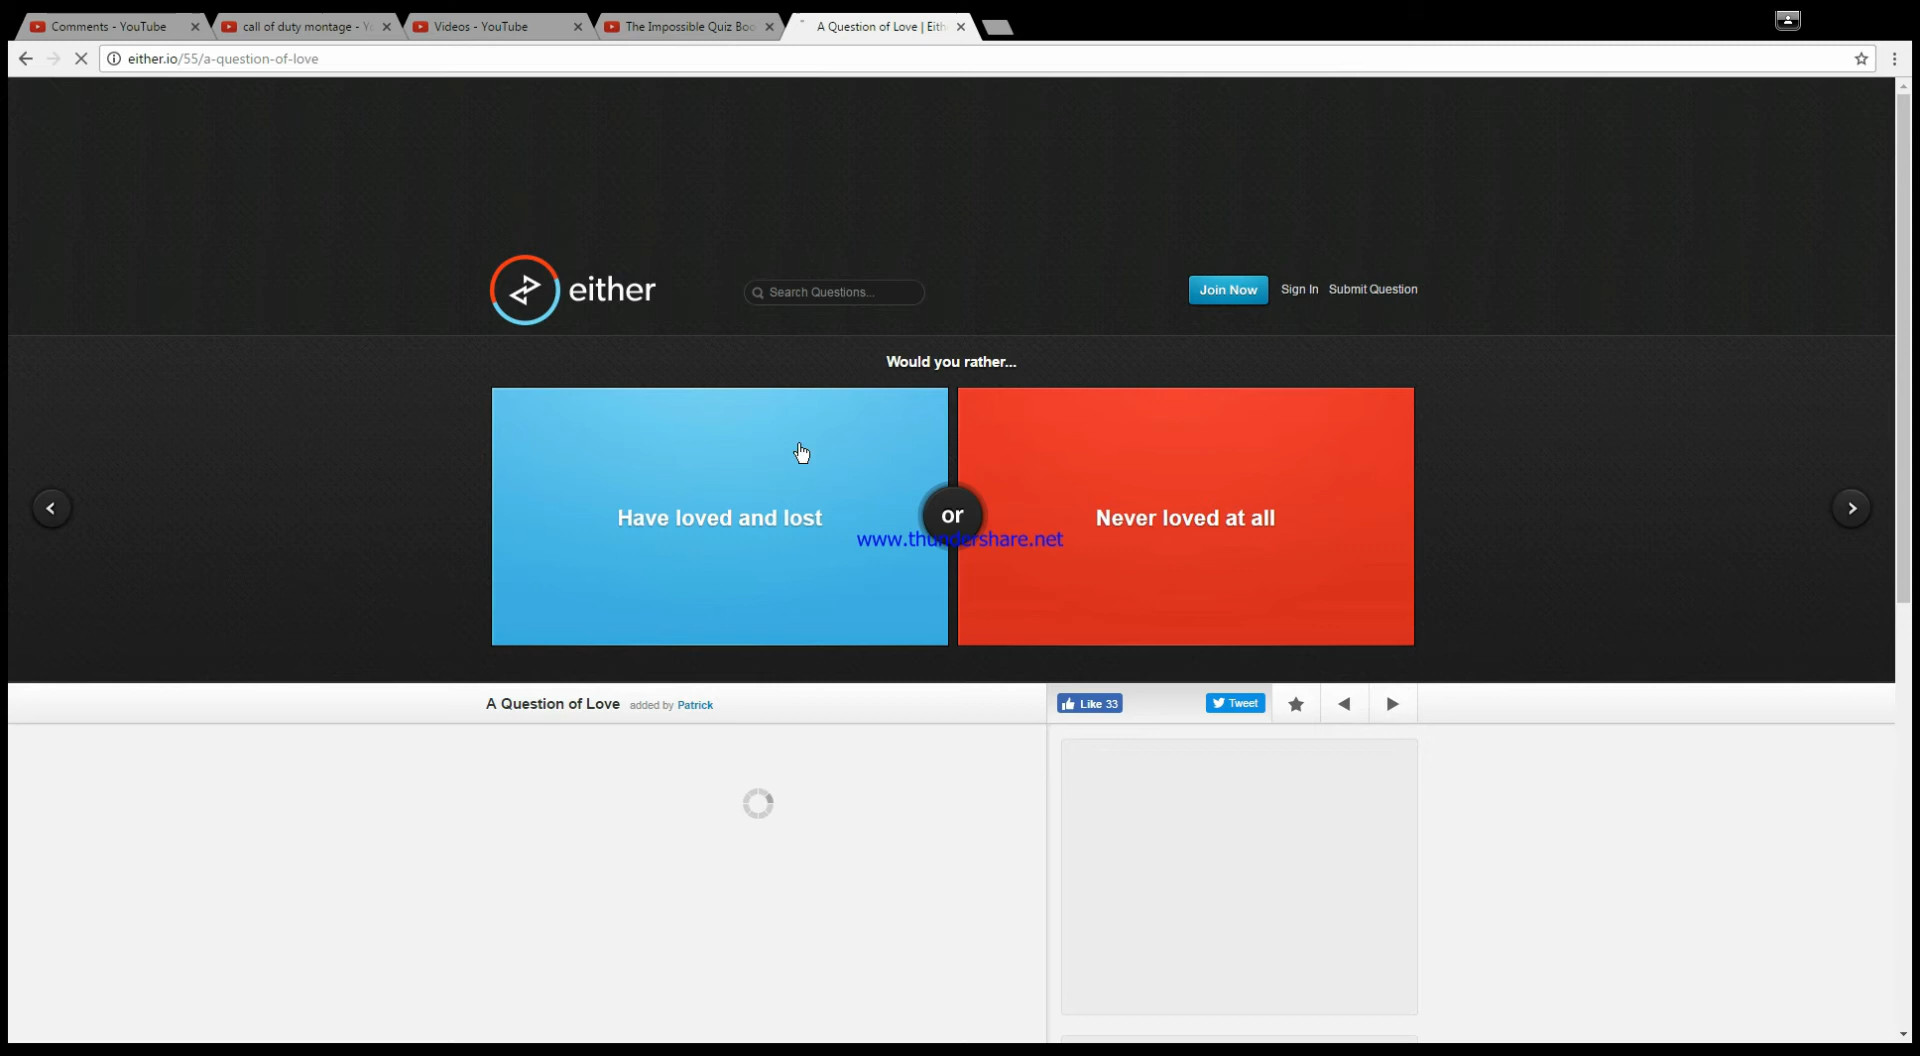 Comments - YouTube
call of duty montage - Yo
Videos - YouTube
The Impossible Quiz Boo
A Question of Love | Eith
either.io/55/a-question-of-love
either
Search Questions...
Join Now
Sign In
Submit Question
Would you rather...
Have loved and lost
or
Never loved at all
www.thundershare.net
A Question of Love added by Patrick
Like 33
Tweet